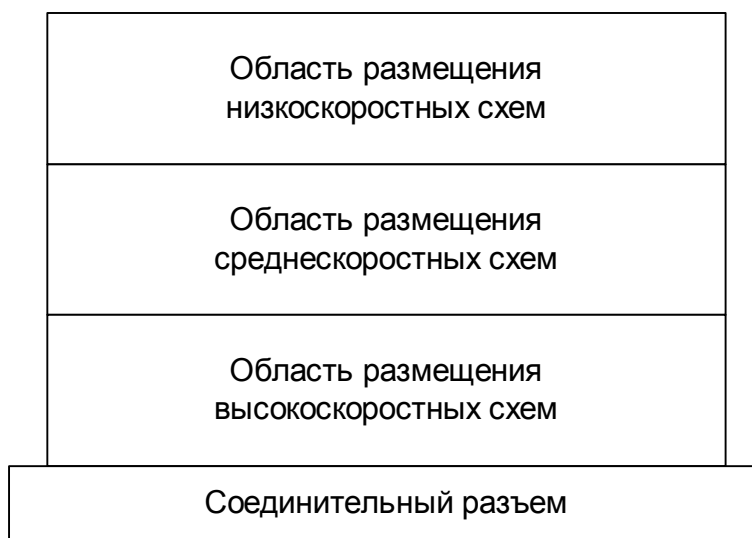 Область размещения
низкоскоростных схем
Область размещения
среднескоростных схем
Область размещения
высокоскоростных схем
Соединительный разъем